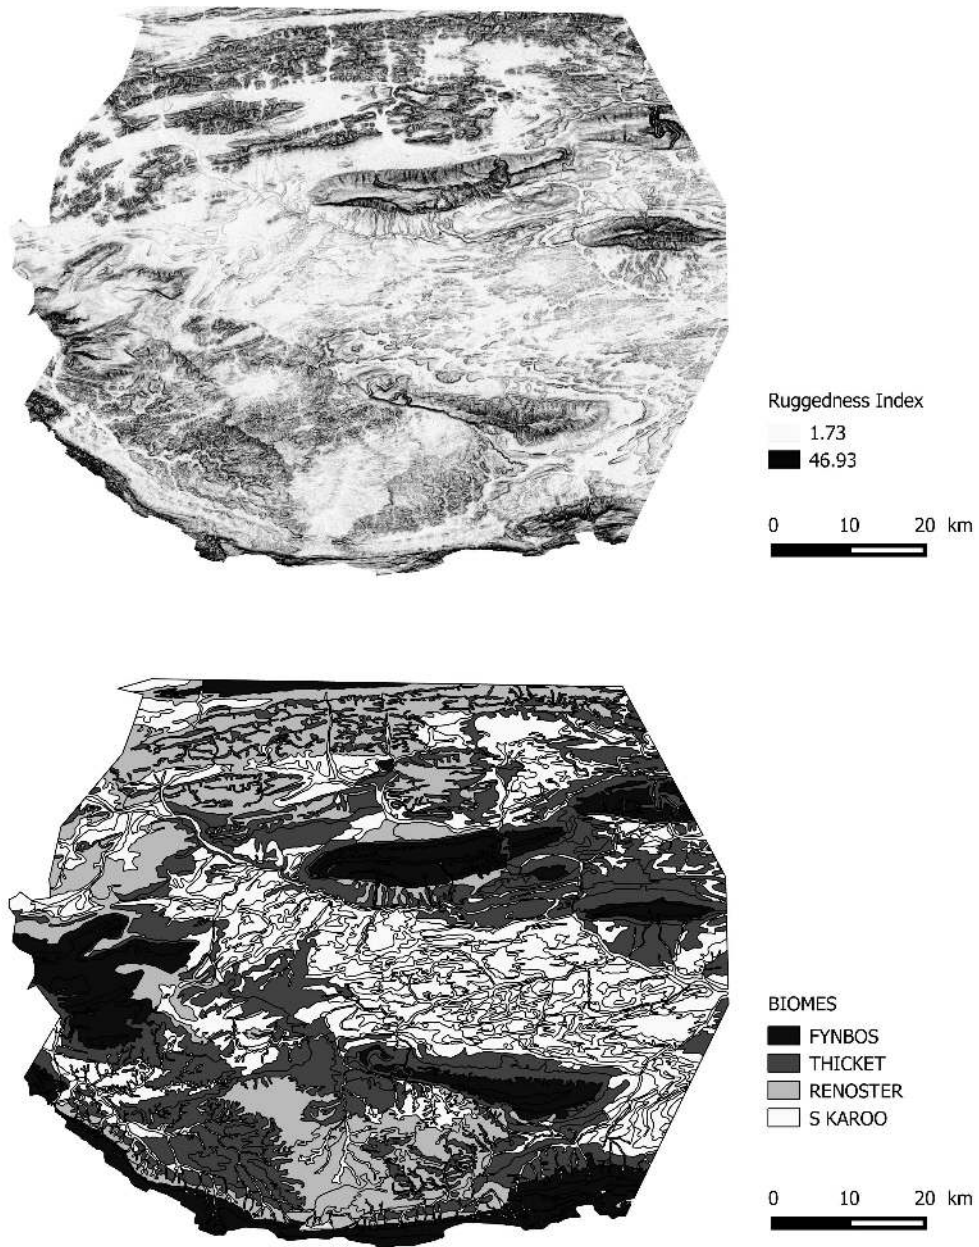 Ruggedness Index
1.73
46.93
0 10 20 km
BIOMES
FYNBOS
THICKET
RENOSTER
S KAROO
0 10 20 km